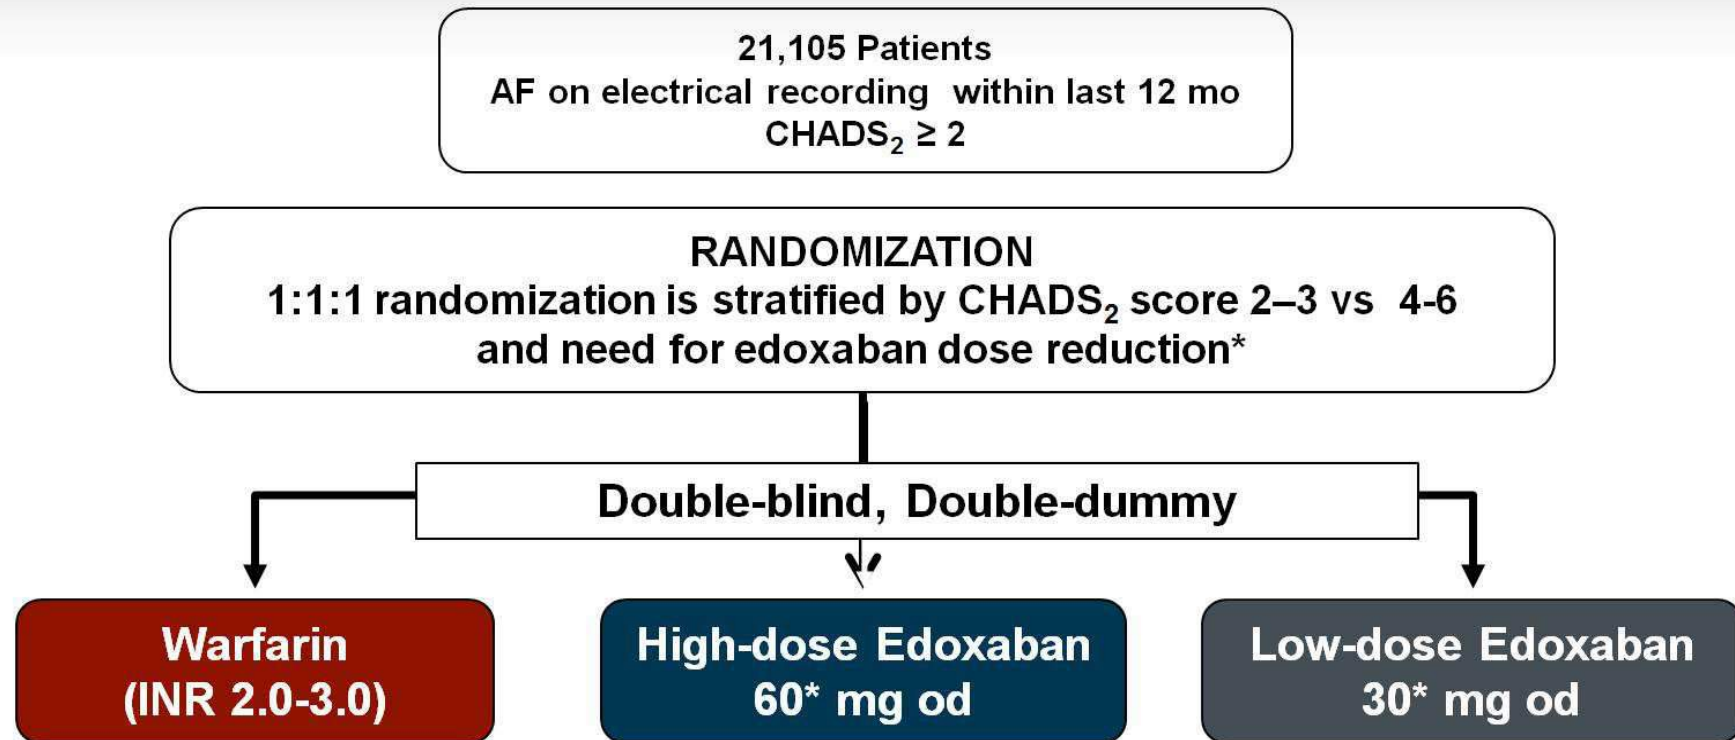 21,105 Patients
AF on electrical recording within last 12 mo
CHADS₂ ≥ 2
RANDOMIZATION
1:1:1 randomization is stratified by CHADS₂ score 2–3 vs 4-6
and need for edoxaban dose reduction*
Double-blind, Double-dummy
Warfarin
(INR 2.0-3.0)
High-dose Edoxaban
60* mg od
Low-dose Edoxaban
30* mg od